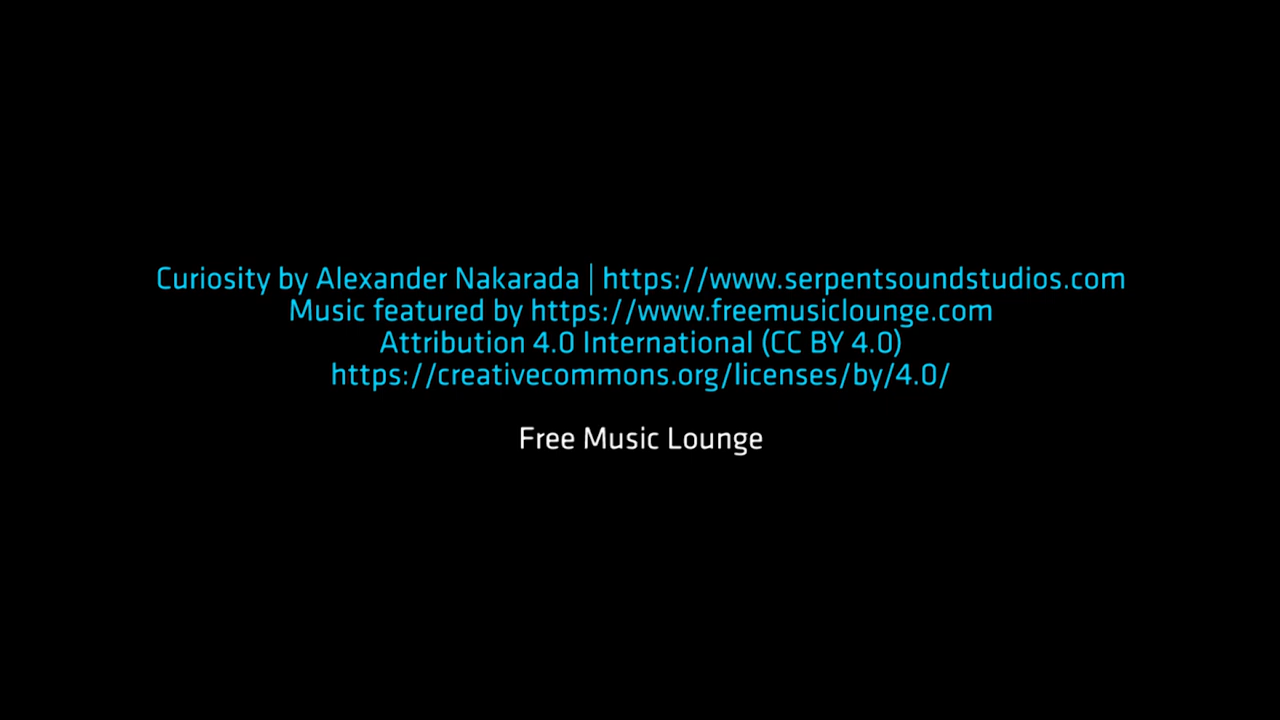 Curiosity by Alexander Nakarada | https://www.serpentsoundstudios.com
Music featured by https://www.freemusiclounge.com
Attribution 4.0 International (CC BY 4.0)
https://creativecommons.org/licenses/by/4.0/
Free Music Lounge